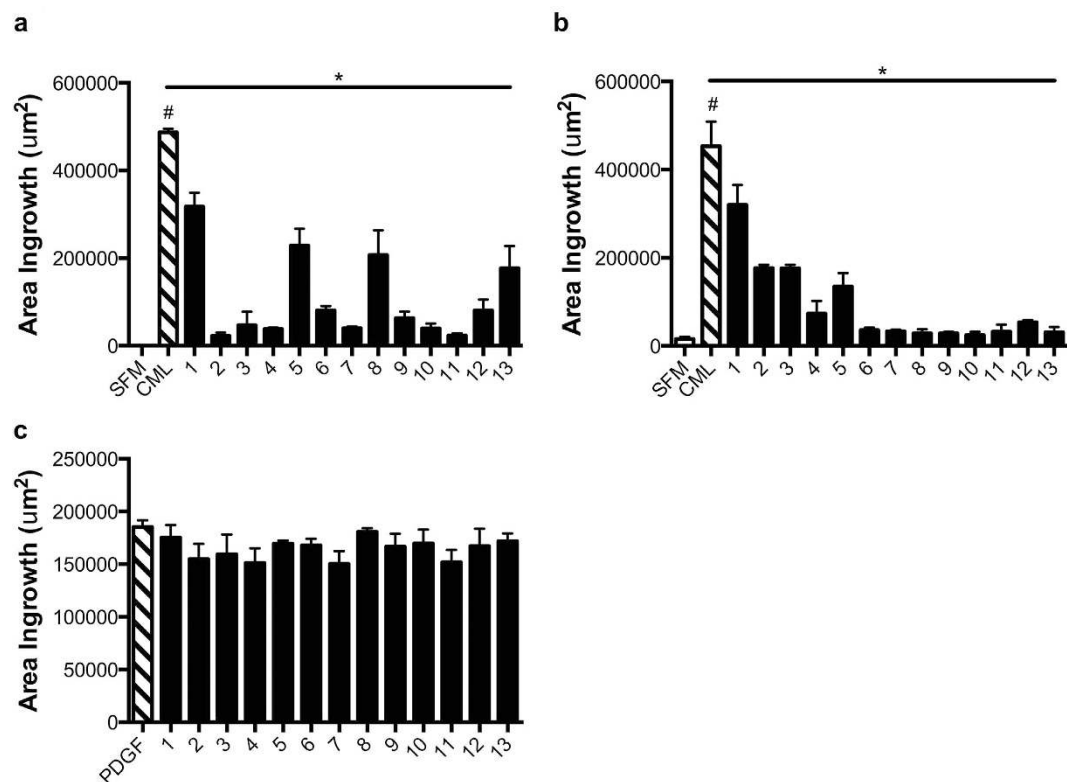 a
*
600000
#
400000
200000
0
Area Ingrowth (um²)
SFM CML 1 2 3 4 5 6 7 8 9 10 11 12 13
b
*
600000
#
400000
200000
0
Area Ingrowth (um²)
SFM CML 1 2 3 4 5 6 7 8 9 10 11 12 13
c
250000
200000
150000
100000
50000
0
Area Ingrowth (um²)
PDGF 1 2 3 4 5 6 7 8 9 10 11 12 13